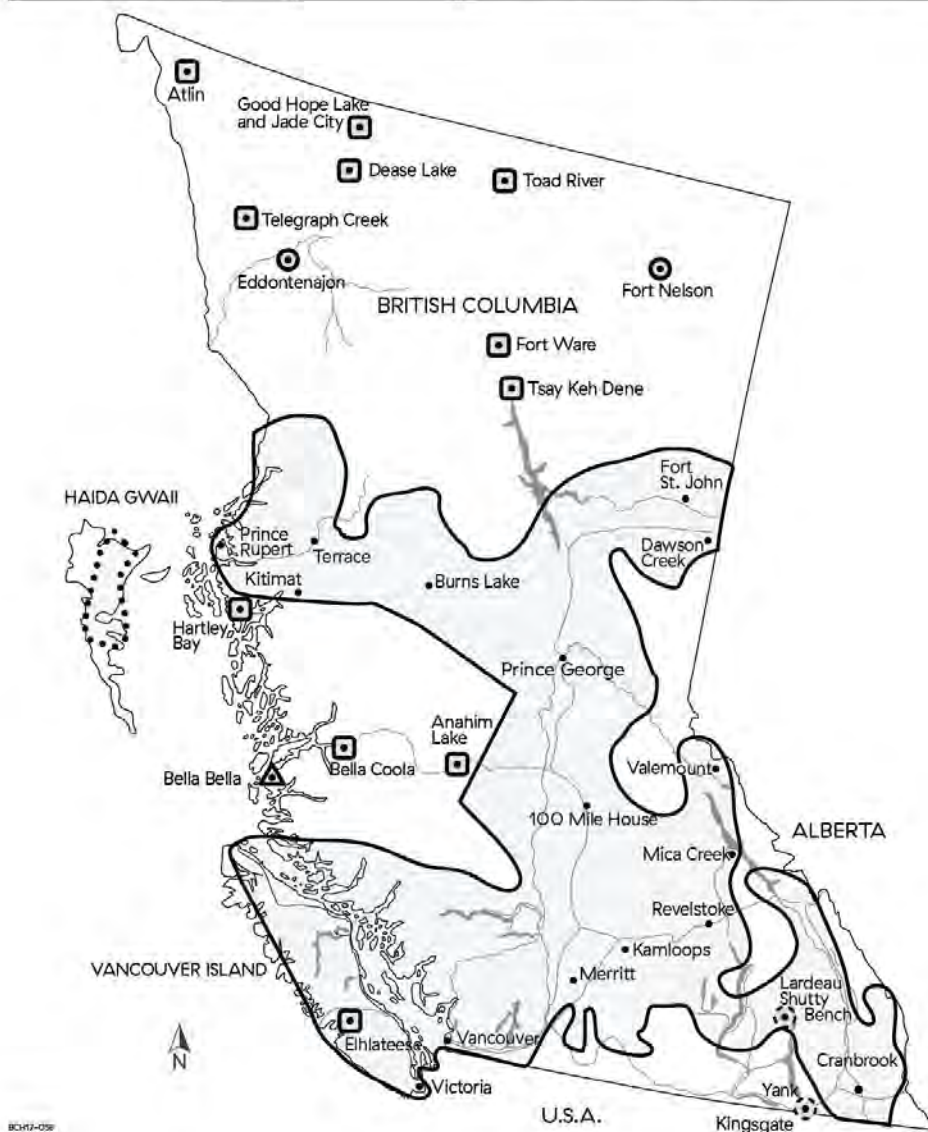 Atlin
Good Hope Lake
and Jade City
Dease Lake
Toad River
Telegraph Creek
Eddontenajon
Fort Nelson
BRITISH COLUMBIA
Fort Ware
Tsay Keh Dene
Fort
St. John
HAIDA GWAII
Prince
Rupert
Terrace
Dawson
Creek
Kitimat
Burns Lake
Hartley
Bay
Prince George
Anahim
Lake
Bella Coola
Bella Bella
Valemount
100 Mile House
ALBERTA
Mica Creek
Revelstoke
Kamloops
VANCOUVER ISLAND
Merritt
Lardeau
Shutty
Bench
Elhlateese
Vancouver
N
Cranbrook
Victoria
Yank
U.S.A.
Kingsgate